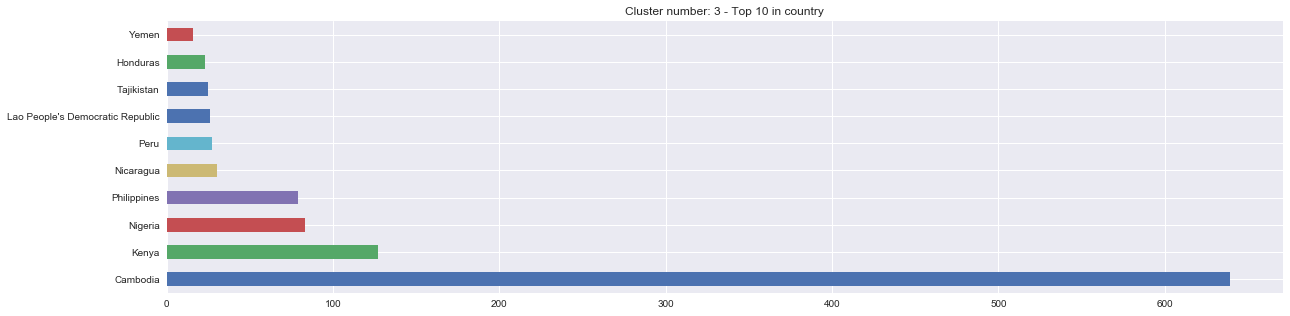 Cluster number: 3 - Top 10 in country
Yemen
Honduras
Tajikistan
Lao People's Democratic Republic
Peru
Nicaragua
Philippines
Nigeria
Kenya
Cambodia
0 100 200 300 400 500 600